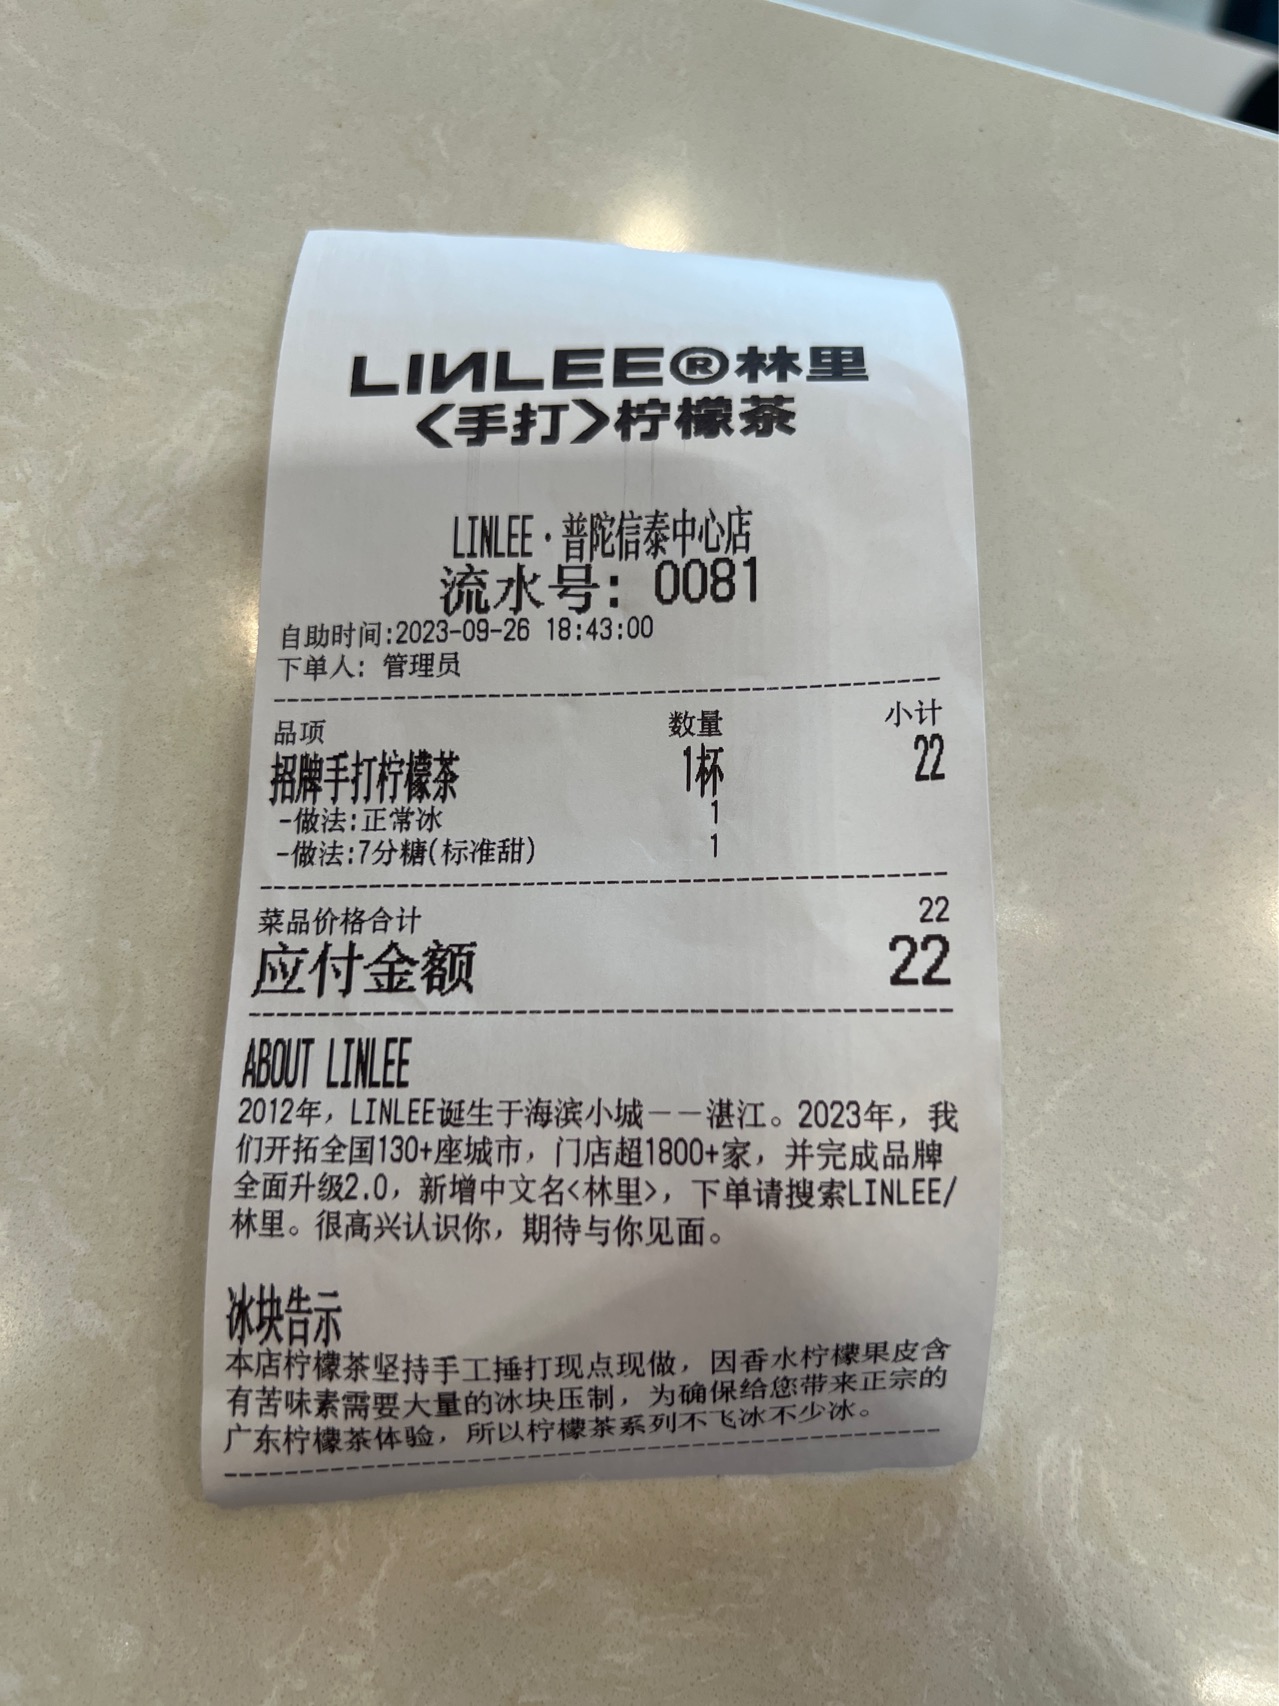 LINLEE®林里
<手打>柠檬茶
LINLEE·普陀信泰中心店
流水号: 0081
自助时间:2023-09-26 18:43:00
下单人: 管理员
品项 数量 小计
招牌手打柠檬茶 1杯 22
-做法:正常冰 1
-做法:7分糖(标准甜) 1
菜品价格合计 22
应付金额 22
ABOUT LINLEE
2012年，LINLEE诞生于海滨小城——湛江。2023年，我
们开拓全国130+座城市，门店超1800+家，并完成品牌
全面升级2.0，新增中文名<林里>，下单请搜索LINLEE/
林里。很高兴认识你，期待与你见面。
冰块告示
本店柠檬茶坚持手工捶打现点现做，因香水柠檬果皮含
有苦味素需要大量的冰块压制，为确保给您带来正宗的
广东柠檬茶体验，所以柠檬茶系列不飞冰不少冰。